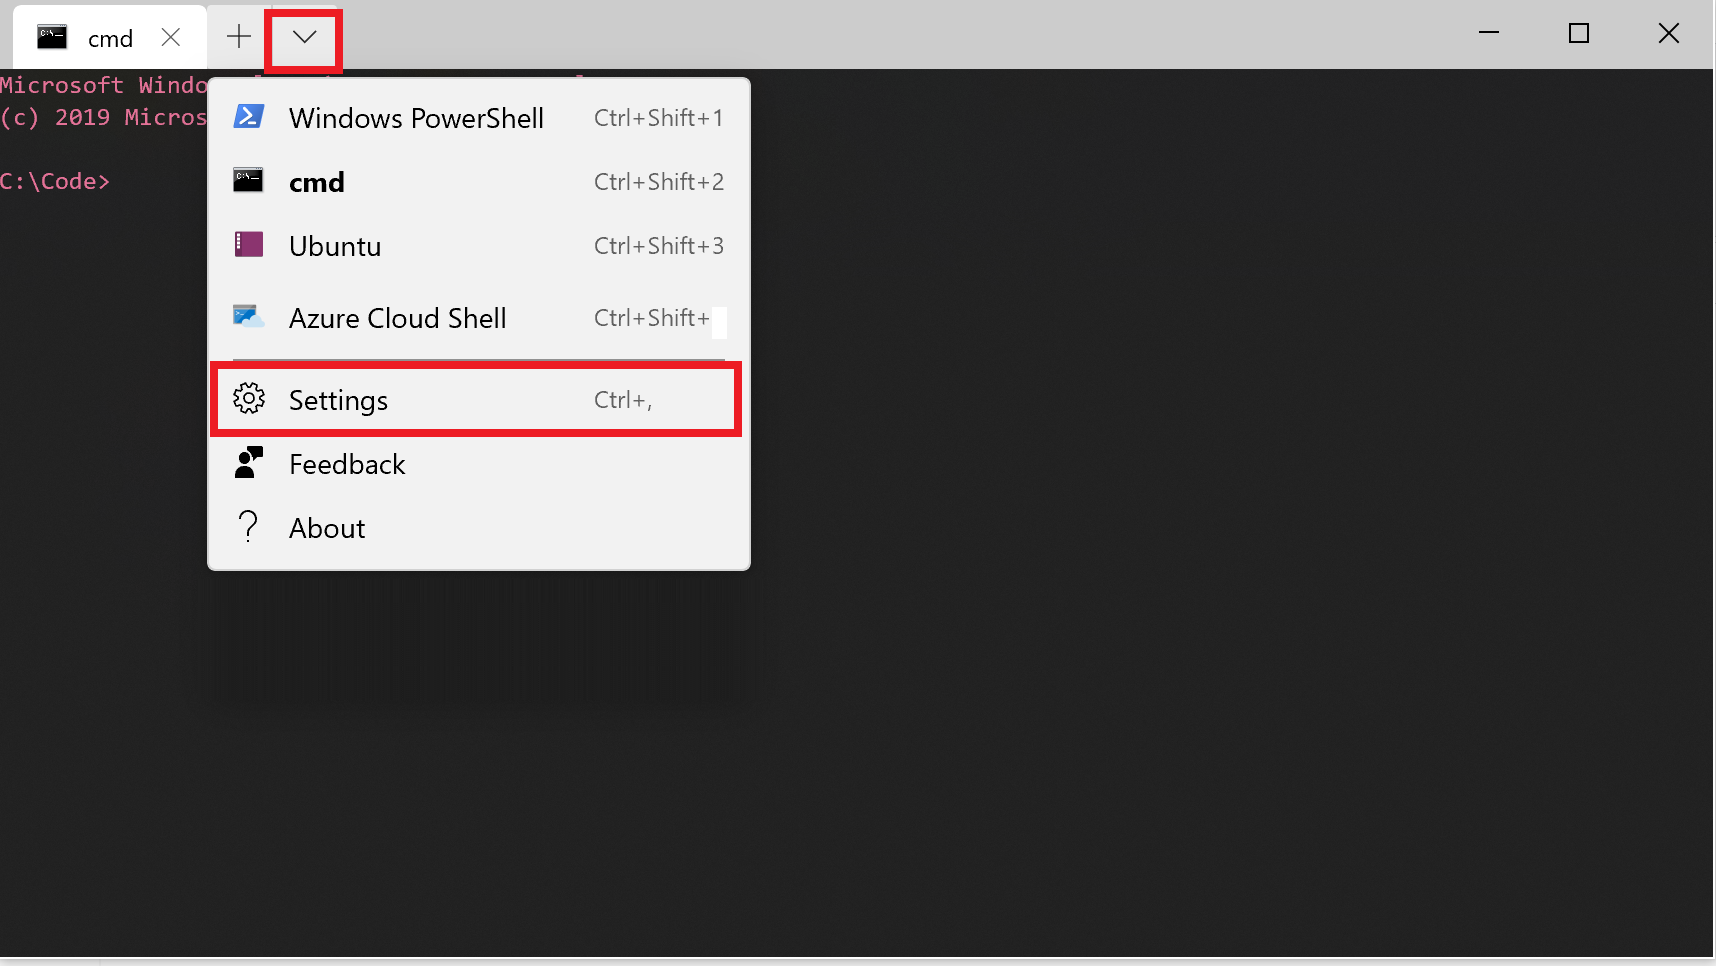 cmd
Microsoft Windo
(c) 2019 Micros
C:\Code>
Windows PowerShell Ctrl+Shift+1
cmd Ctrl+Shift+2
Ubuntu Ctrl+Shift+3
Azure Cloud Shell Ctrl+Shift+
Settings Ctrl+,
Feedback
About